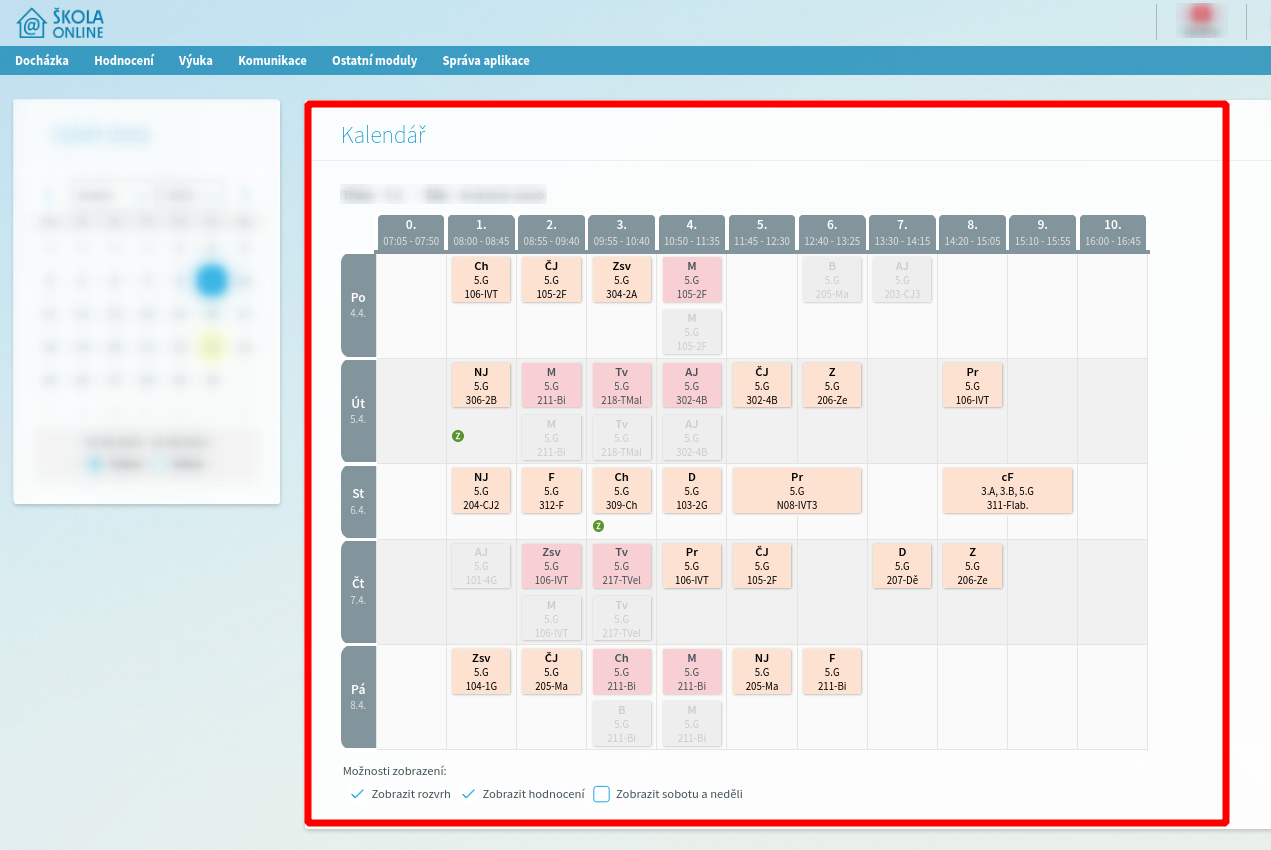 ŠKOLA
ONLINE
Docházka Hodnocení Výuka Komunikace Ostatní moduly Správa aplikace
Kalendář
0. 1. 2. 3. 4. 5. 6. 7. 8. 9. 10.
07:05 - 07:50 08:00 - 08:45 08:55 - 09:40 09:55 - 10:40 10:50 - 11:35 11:45 - 12:30 12:40 - 13:25 13:30 - 14:15 14:20 - 15:05 15:10 - 15:55 16:00 - 16:45
Po
4.4.
Ch ČJ Zsv M B AJ
5.G 5.G 5.G 5.G 5.G 5.G
106-IVT 105-2F 304-2A 105-2F 205-Ma 203-CJ3
M
5.G
105-2F
Út
5.4.
NJ M Tv AJ ČJ Z Pr
5.G 5.G 5.G 5.G 5.G 5.G 5.G
306-2B 211-Bi 218-TMal 302-4B 302-4B 206-Ze 106-IVT
M Tv AJ
Z 5.G 5.G 5.G
211-Bi 218-TMal 302-4B
St
6.4.
NJ F Ch D Pr cF
5.G 5.G 5.G 5.G 5.G 3.A, 3.B, 5.G
204-CJ2 312-F 309-Ch 103-2G N08-IVT3 311-Flab.
Z
Čt
7.4.
AJ Zsv Tv Pr ČJ D Z
5.G 5.G 5.G 5.G 5.G 5.G 5.G
101-4G 106-IVT 217-TVel 106-IVT 105-2F 207-Dě 206-Ze
M Tv
5.G 5.G
106-IVT 217-TVel
Pá
8.4.
Zsv ČJ Ch M NJ F
5.G 5.G 5.G 5.G 5.G 5.G
104-1G 205-Ma 211-Bi 211-Bi 205-Ma 211-Bi
B M
5.G 5.G
211-Bi 211-Bi
Možnosti zobrazení:
Zobrazit rozvrh Zobrazit hodnocení Zobrazit sobotu a neděli